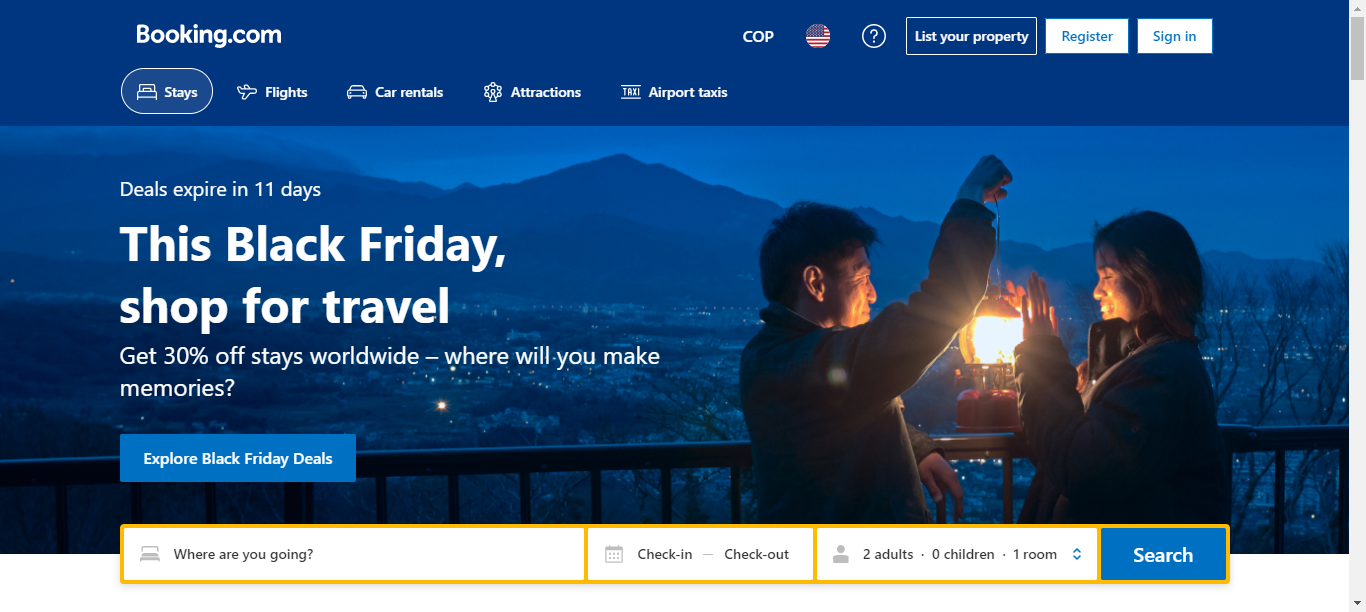 Booking.com
COP
List your property
Register
Sign in
Stays
Flights
Car rentals
Attractions
TAXI
Airport taxis
Deals expire in 11 days
This Black Friday,
shop for travel
Get 30% off stays worldwide – where will you make
memories?
Explore Black Friday Deals
Where are you going?
Check-in — Check-out
2 adults · 0 children · 1 room
Search